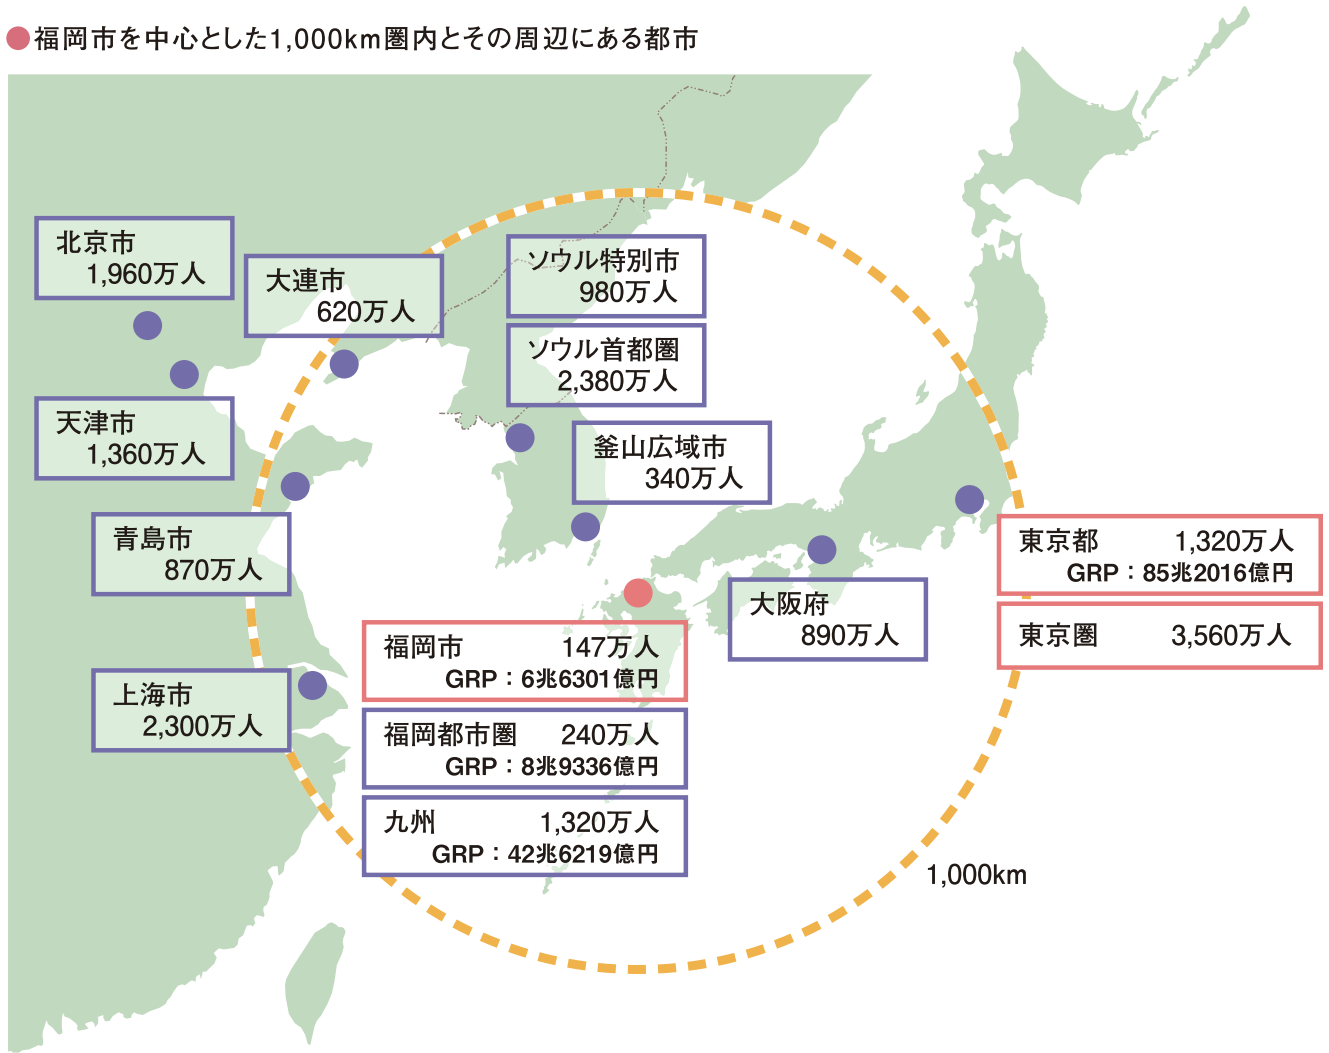 福岡市を中心とした1,000km圏内とその周辺にある都市
北京市
1,960万人
大連市
620万人
ソウル特別市
980万人
ソウル首都圏
2,380万人
天津市
1,360万人
釜山広域市
340万人
青島市
870万人
東京都 1,320万人
GRP：85兆2016億円
大阪府
890万人
東京圏 3,560万人
福岡市 147万人
GRP：6兆6301億円
上海市
2,300万人
福岡都市圏 240万人
GRP：8兆9336億円
九州 1,320万人
GRP：42兆6219億円
1,000km